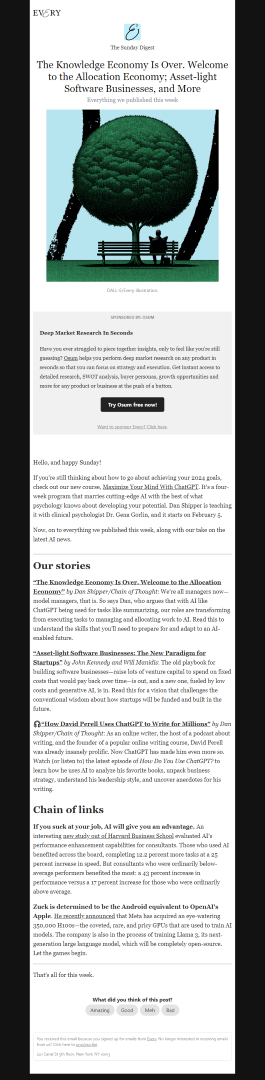 EVERY
The Sunday Digest
The Knowledge Economy Is Over. Welcome
to the Allocation Economy; Asset-light
Software Businesses, and More
Everything we published this week
DALL-E/Every illustration.
SPONSORED BY: OSUM
Deep Market Research In Seconds
Have you ever struggled to piece together insights, only to feel like you're still
guessing? Osum helps you perform deep market research on any product in
seconds so that you can focus on strategy and execution. Get instant access to
detailed research, SWOT analysis, buyer personas, growth opportunities and
more for any product or business at the push of a button.
Try Osum free now!
Want to sponsor Every? Click here.
Hello, and happy Sunday!
If you're still thinking about how to go about achieving your 2024 goals,
check out our new course, Maximize Your Mind With ChatGPT. It's a four-
week program that marries cutting-edge AI with the best of what
psychology knows about developing your potential. Dan Shipper is teaching
it with clinical psychologist Dr. Gena Gorlin, and it starts on February 5.
Now, on to everything we published this week, along with our take on the
latest AI news.
Our stories
"The Knowledge Economy Is Over. Welcome to the Allocation
Economy" by Dan Shipper/Chain of Thought: We're all managers now—
model managers, that is. So says Dan, who argues that with AI like
ChatGPT being used for tasks like summarizing, our roles are transforming
from executing tasks to managing and allocating work to AI. Read this to
understand the skills that you'll need to prepare for and adapt to an AI-
enabled future.
"Asset-light Software Businesses: The New Paradigm for
Startups" by John Kennedy and Will Manidis: The old playbook for
building software businesses—raise lots of venture capital to spend on fixed
costs that would pay back over time—is out, and a new one, fueled by low
costs and generative AI, is in. Read this for a vision that challenges the
conventional wisdom about how software will be funded and built in the
future.
🎧"How David Perell Uses ChatGPT to Write for Millions" by Dan
Shipper/Chain of Thought: As an online writer, the host of a podcast about
writing, and the founder of a popular online writing course, David Perell
was already insanely prolific. Now ChatGPT has made him even more so.
Watch (or listen to) the latest episode of How Do You Use ChatGPT? to
learn how he uses AI to analyze his favorite books, unpack business
strategy, understand his leadership style, and uncover anecdotes for his
writing.
Chain of links
If you suck at your job, AI will give you an advantage. An
interesting new study out of Harvard Business School evaluated AI's
performance enhancement capabilities for consultants. Those who used AI
benefited across the board, completing 12.2 percent more tasks at a 25
percent increase in speed. But consultants who were ordinarily below-
average performers benefited the most: a 43 percent increase in
performance versus a 17 percent increase for those who were ordinarily
above average.
Zuck is determined to be the Android equivalent to OpenAI's
Apple. He recently announced that Meta has acquired an eye-watering
350,000 H100s—the coveted, rare, and pricy GPUs that are used to train AI
models. The company is also in the process of training Llama 3, its next-
generation large language model, which will be completely open-source.
Let the games begin.
That's all for this week.
What did you think of this post?
Amazing
Good
Meh
Bad
You received this email because you signed up for emails from Every. No longer interested in receiving emails
from us? Click here to unsubscribe.